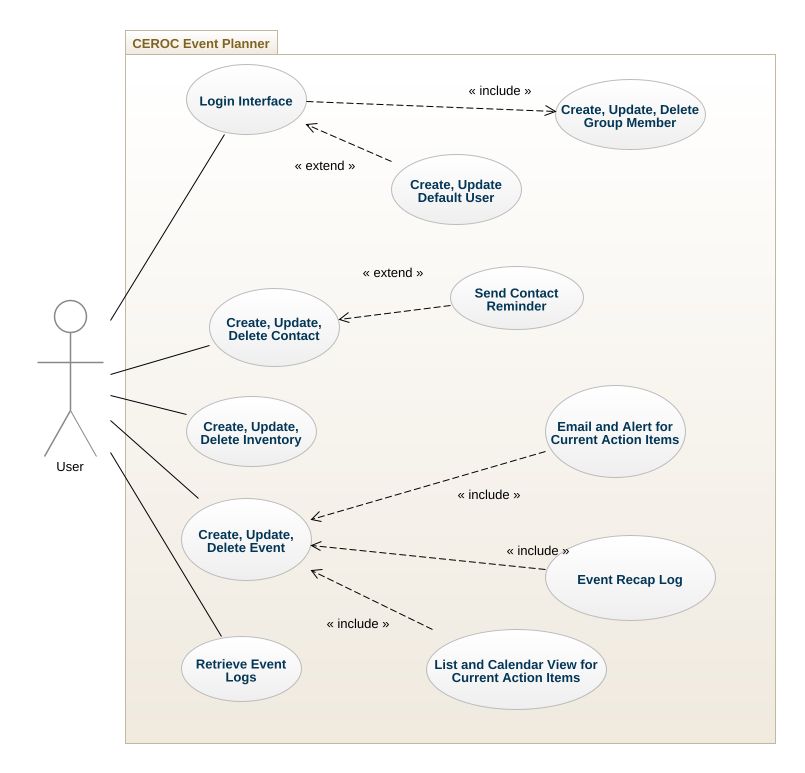 CEROC Event Planner
Login Interface
« include »
Create, Update, Delete
Group Member
« extend »
Create, Update
Default User
« extend »
Send Contact
Reminder
Create, Update,
Delete Contact
Create, Update,
Delete Inventory
Email and Alert for
Current Action Items
User
« include »
Create, Update,
Delete Event
« include »
Event Recap Log
« include »
Retrieve Event
Logs
List and Calendar View for
Current Action Items